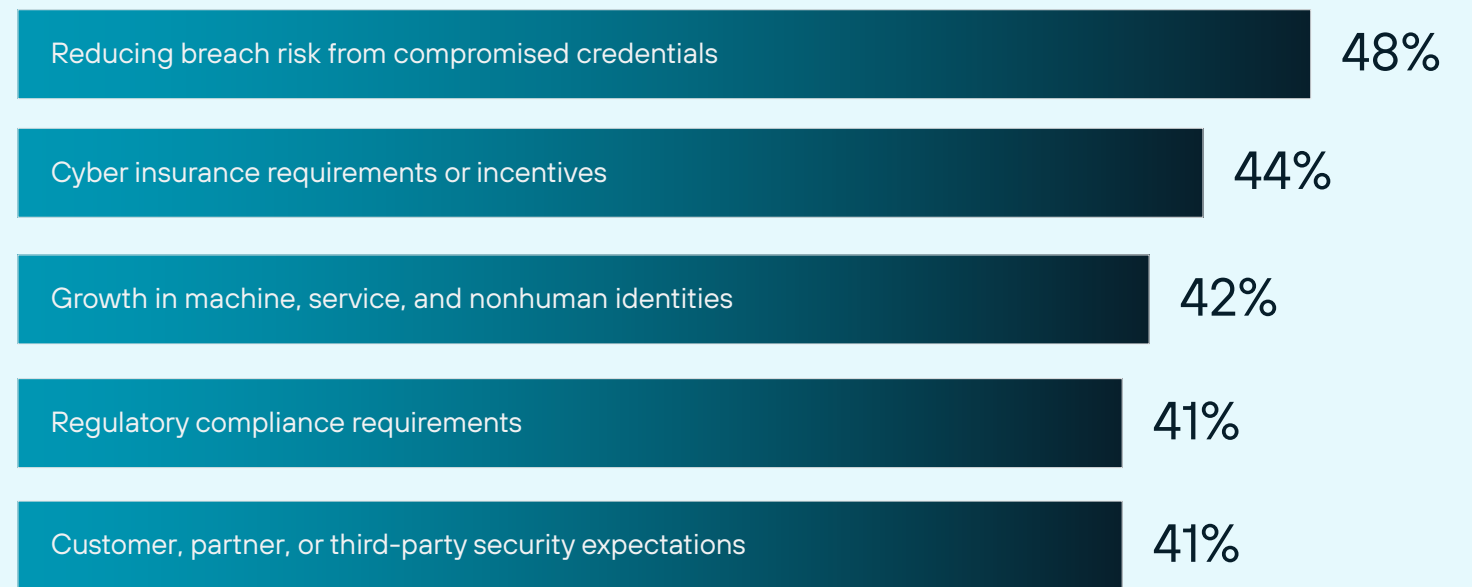 Reducing breach risk from compromised credentials 48%
Cyber insurance requirements or incentives 44%
Growth in machine, service, and nonhuman identities 42%
Regulatory compliance requirements 41%
Customer, partner, or third-party security expectations 41%